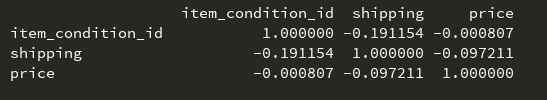 item_condition_id shipping price
item_condition_id 1.000000 -0.191154 -0.000807
shipping -0.191154 1.000000 -0.097211
price -0.000807 -0.097211 1.000000